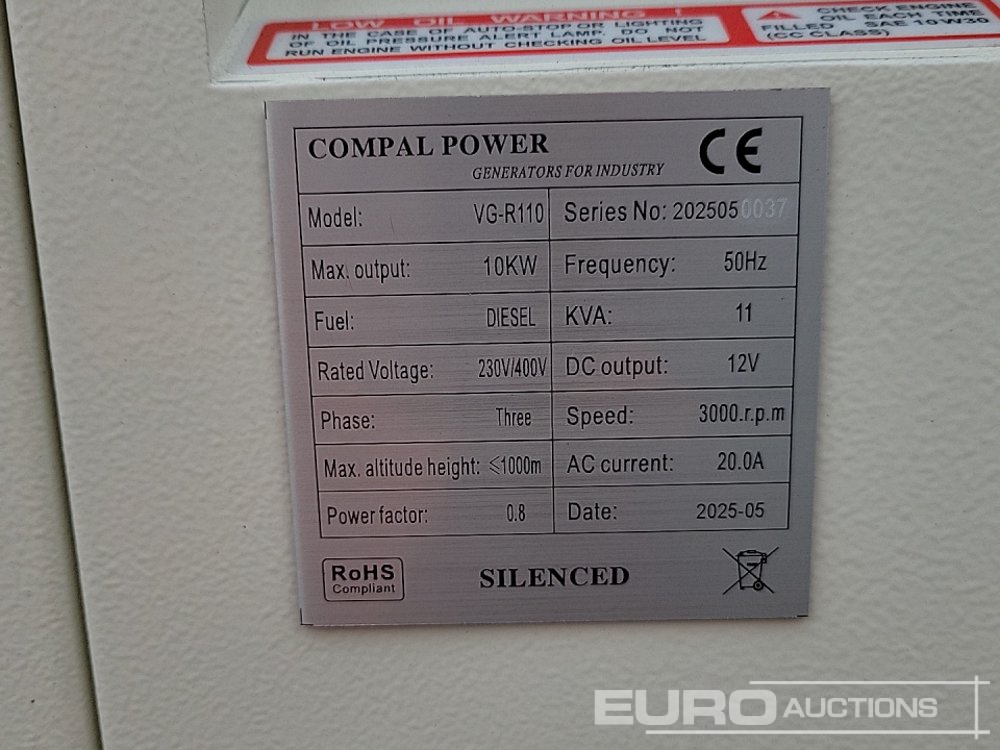 LOW OIL WARNING !
IN THE CASE OF AUTO-STOP OR LIGHTING
OF OIL PRESSURE ALERT LAMP, DO NOT
RUN ENGINE WITHOUT CHECKING OIL LEVEL
CHECK ENGINE
OIL EACH TIME
FILLED SAE 10W30
(CC CLASS)
COMPAL POWER
GENERATORS FOR INDUSTRY
CE
Model: VG-R110 Series No: 2025050037
Max. output: 10KW Frequency: 50Hz
Fuel: DIESEL KVA: 11
Rated Voltage: 230V/400V DC output: 12V
Phase: Three Speed: 3000.r.p.m
Max. altitude height: ≤1000m AC current: 20.0A
Power factor: 0.8 Date: 2025-05
RoHS
Compliant
SILENCED
EURO AUCTIONS